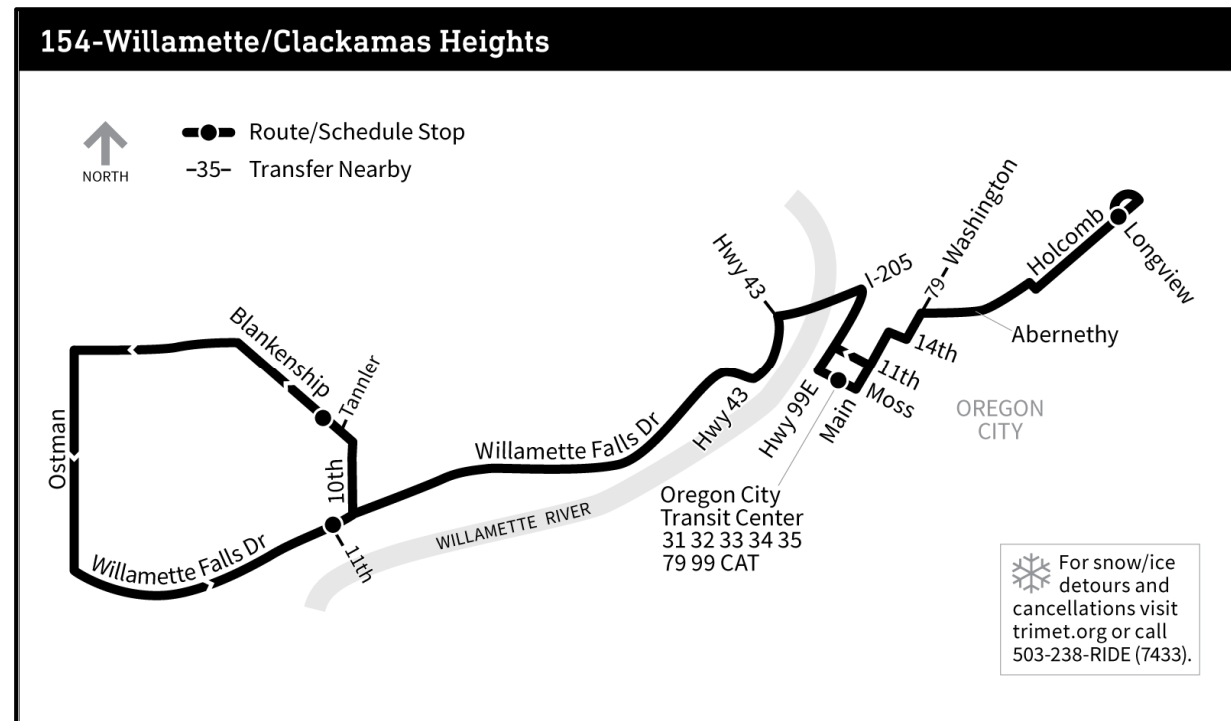 154-Willamette/Clackamas Heights
Route/Schedule Stop
–35– Transfer Nearby
NORTH
Hwy 43
I-205
79
Washington
Holcomb
Longview
Abernethy
14th
11th
Moss
Main
Hwy 99E
Hwy 43
OREGON
CITY
Blankenship
Tannler
Ostman
10th
Willamette Falls Dr
Willamette Falls Dr
11th
WILLAMETTE RIVER
Oregon City
Transit Center
31 32 33 34 35
79 99 CAT
For snow/ice
detours and
cancellations visit
trimet.org or call
503-238-RIDE (7433).